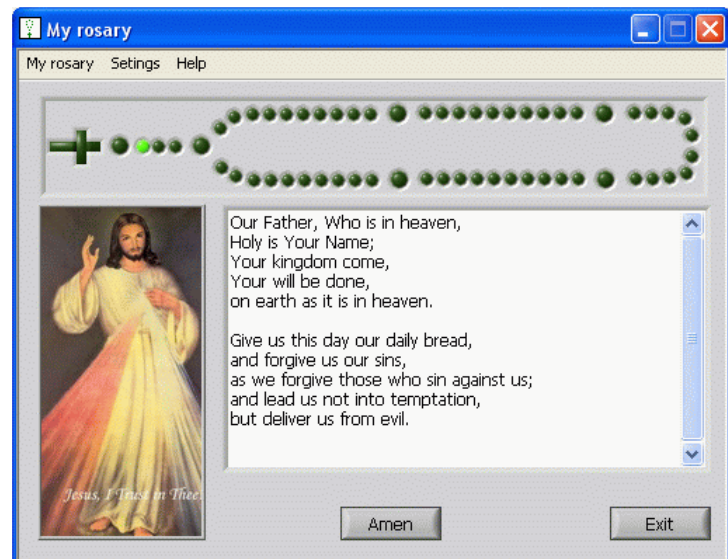 My rosary
My rosary Setings Help
Our Father, Who is in heaven,
Holy is Your Name;
Your kingdom come,
Your will be done,
on earth as it is in heaven.
Give us this day our daily bread,
and forgive us our sins,
as we forgive those who sin against us;
and lead us not into temptation,
but deliver us from evil.
Jesus, I Trust in Thee.
Amen Exit